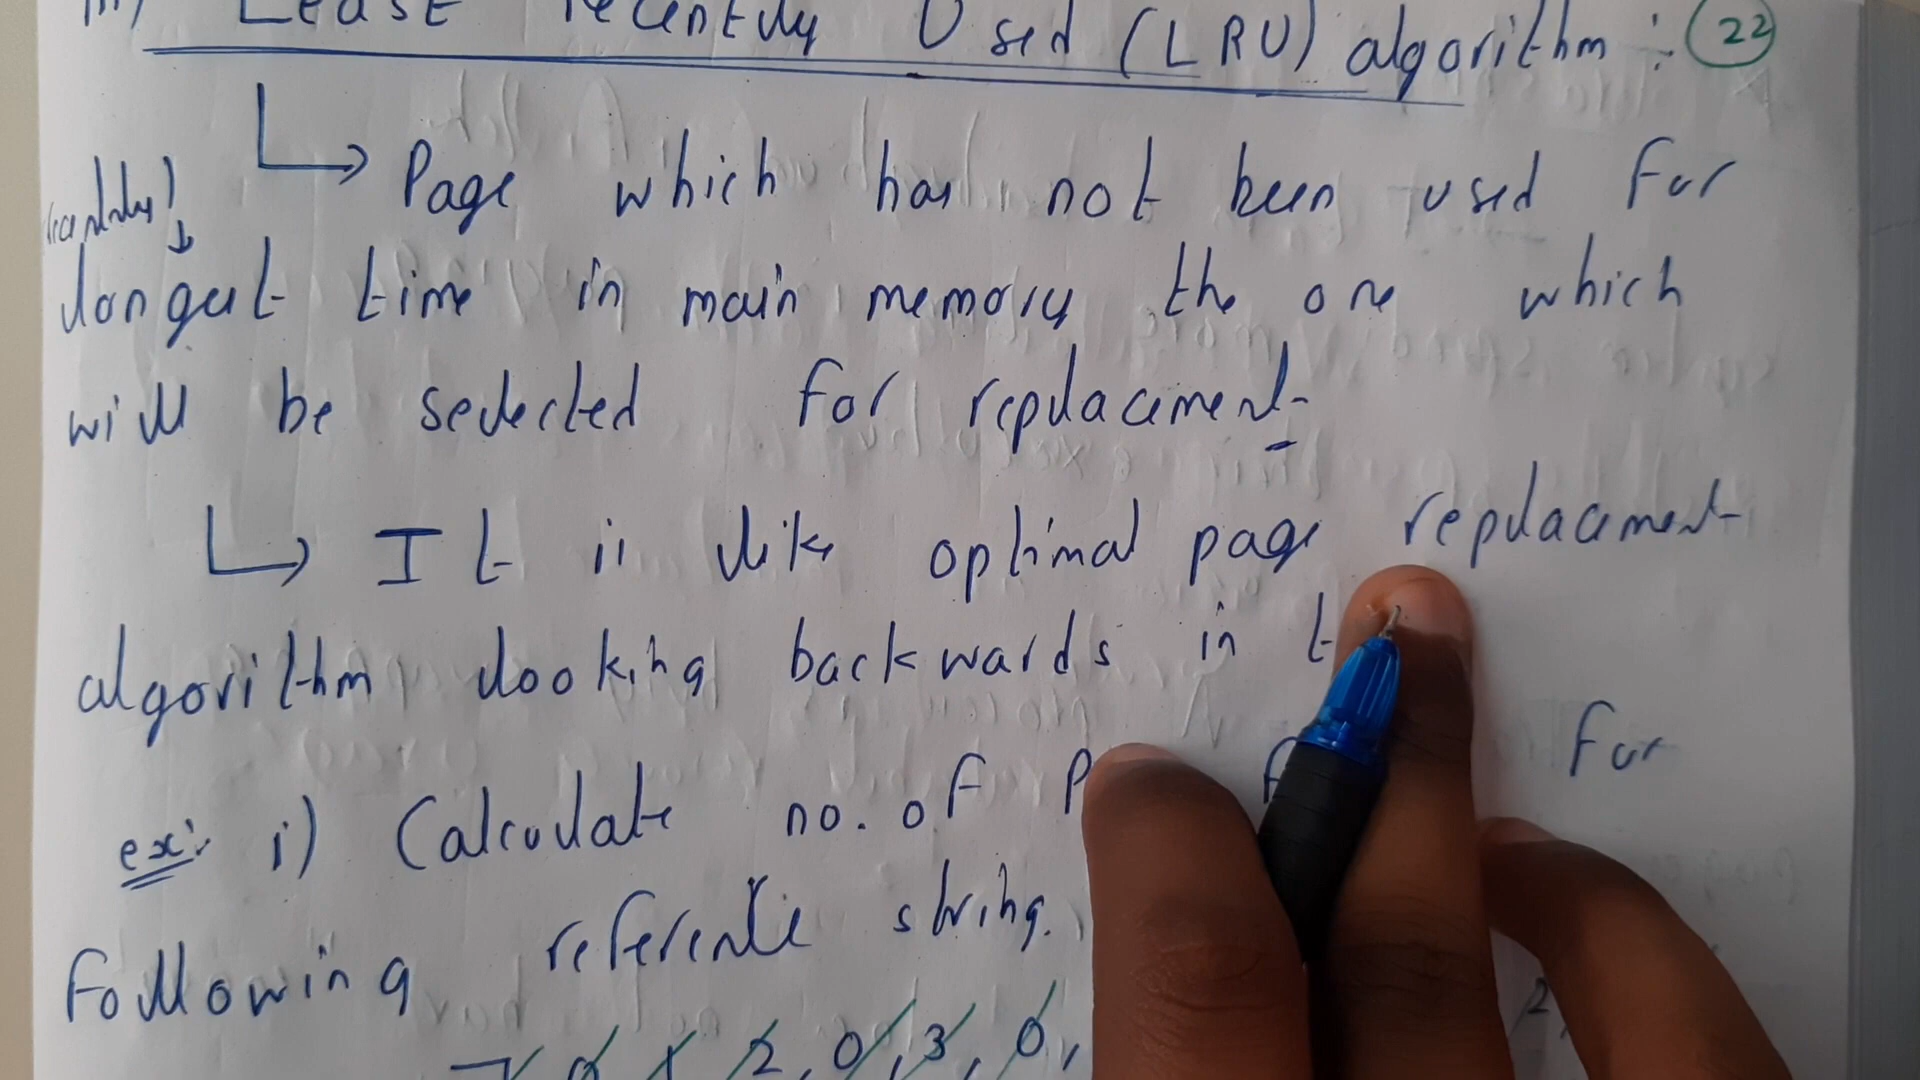 Least recently Used (LRU) algorithm : 22
Page which has not been used for
longest time in main memory the one which
will be selected for replacement
It is like optimal page replacement
algorithm looking backwards in
ex: i) Calculate no. of for
following reference string.
7 0 1 2, 0, 3, 0,